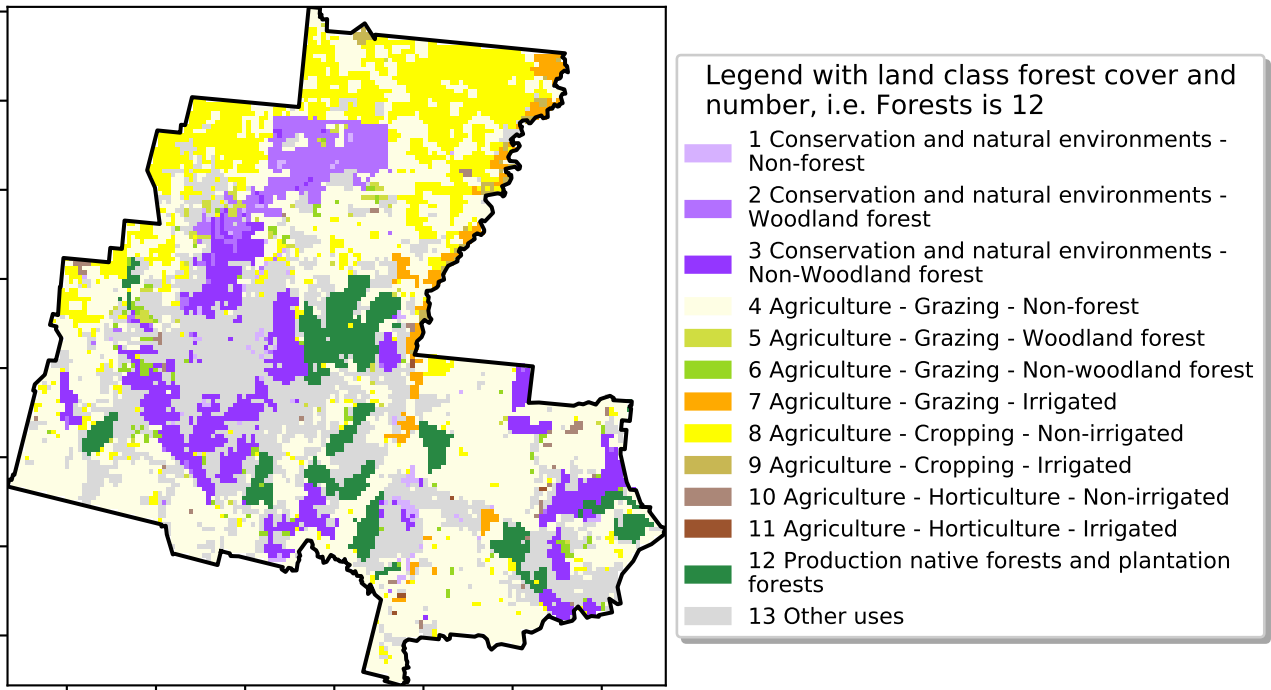 Legend with land class forest cover and
number, i.e. Forests is 12
1 Conservation and natural environments -
Non-forest
2 Conservation and natural environments -
Woodland forest
3 Conservation and natural environments -
Non-Woodland forest
4 Agriculture - Grazing - Non-forest
5 Agriculture - Grazing - Woodland forest
6 Agriculture - Grazing - Non-woodland forest
7 Agriculture - Grazing - Irrigated
8 Agriculture - Cropping - Non-irrigated
9 Agriculture - Cropping - Irrigated
10 Agriculture - Horticulture - Non-irrigated
11 Agriculture - Horticulture - Irrigated
12 Production native forests and plantation
forests
13 Other uses